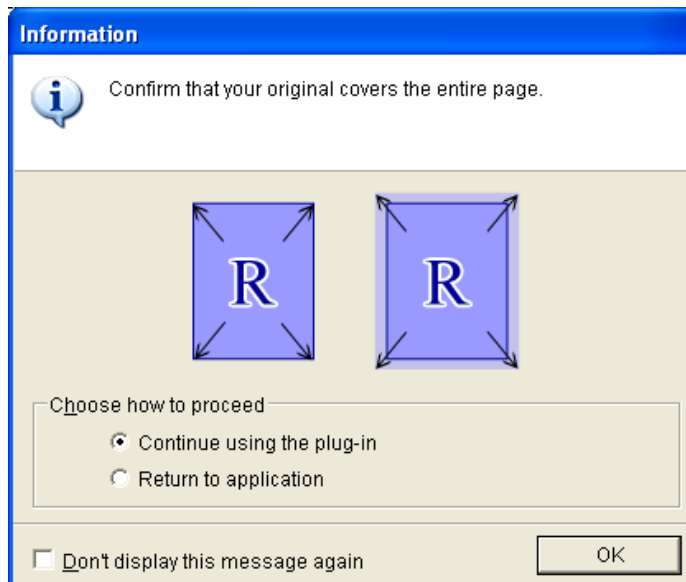 Information
Confirm that your original covers the entire page.
R R
Choose how to proceed
Continue using the plug-in
Return to application
Don't display this message again
OK